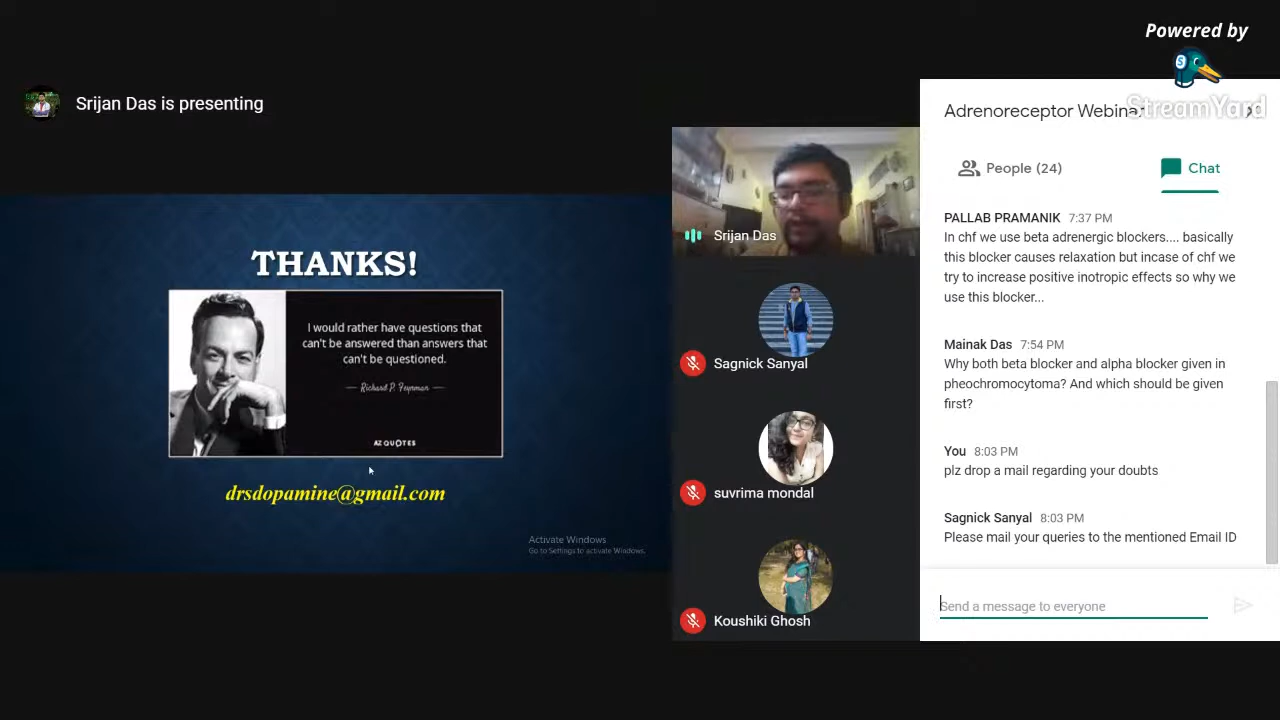 Powered by
StreamYard
Srijan Das is presenting
THANKS!
I would rather have questions that
can't be answered than answers that
can't be questioned.
— Richard P. Feynman —
AZ QUOTES
drsdopamine@gmail.com
Activate Windows
Go to Settings to activate Windows.
Srijan Das
Sagnick Sanyal
suvrima mondal
Koushiki Ghosh
Adrenoreceptor Webinar
People (24)
Chat
PALLAB PRAMANIK 7:37 PM
In chf we use beta adrenergic blockers.... basically
this blocker causes relaxation but incase of chf we
try to increase positive inotropic effects so why we
use this blocker...
Mainak Das 7:54 PM
Why both beta blocker and alpha blocker given in
pheochromocytoma? And which should be given
first?
You 8:03 PM
plz drop a mail regarding your doubts
Sagnick Sanyal 8:03 PM
Please mail your queries to the mentioned Email ID
Send a message to everyone